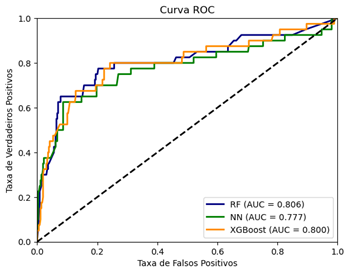 Curva ROC
Taxa de Verdadeiros Positivos
1.0
0.8
0.6
0.4
0.2
0.0
RF (AUC = 0.806)
NN (AUC = 0.777)
XGBoost (AUC = 0.800)
0.0 0.2 0.4 0.6 0.8 1.0
Taxa de Falsos Positivos